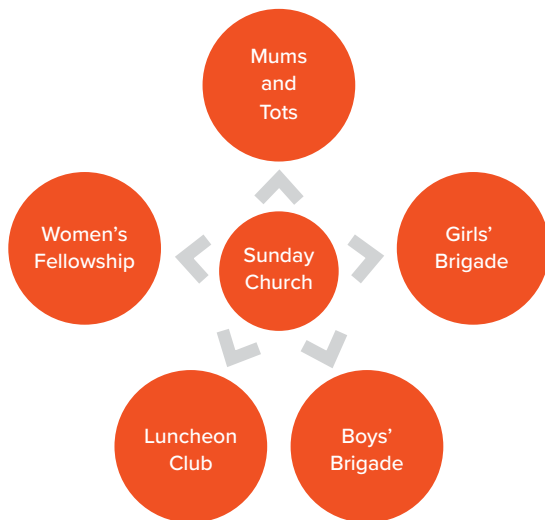 Mums
and
Tots
Women’s
Fellowship
Sunday
Church
Girls’
Brigade
Luncheon
Club
Boys’
Brigade